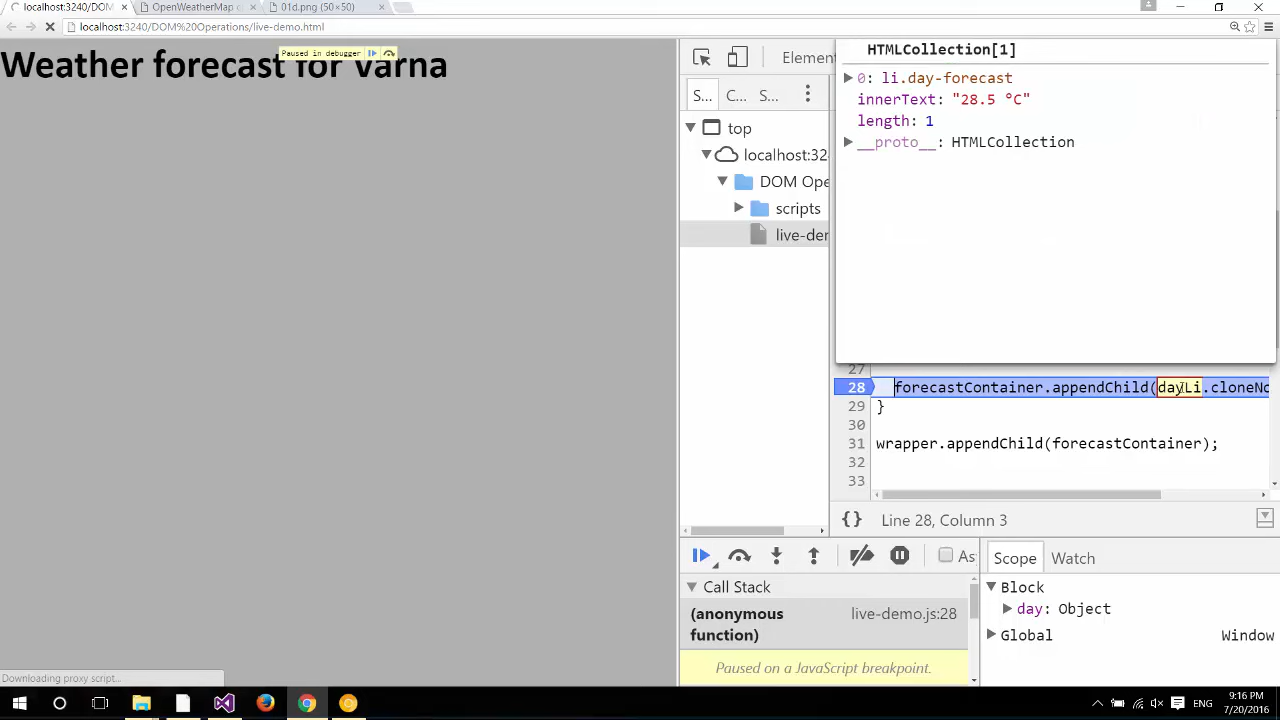 localhost:3240/DOM
OpenWeatherMap
01d.png (50×50)
localhost:3240/DOM%20Operations/live-demo.html
Paused in debugger
Weather forecast for Varna
Elemen
S...
C...
S...
top
localhost:32
DOM Ope
scripts
live-der
HTMLCollection[1]
0: li.day-forecast
innerText: "28.5 °C"
length: 1
__proto__: HTMLCollection
27
28 forecastContainer.appendChild(dayLi.cloneNo
29 }
30
31 wrapper.appendChild(forecastContainer);
32
33
{} Line 28, Column 3
As
Call Stack
(anonymous function) live-demo.js:28
Paused on a JavaScript breakpoint.
Scope
Watch
Block
day: Object
Global Window
Downloading proxy script...
ENG
9:16 PM
7/20/2016